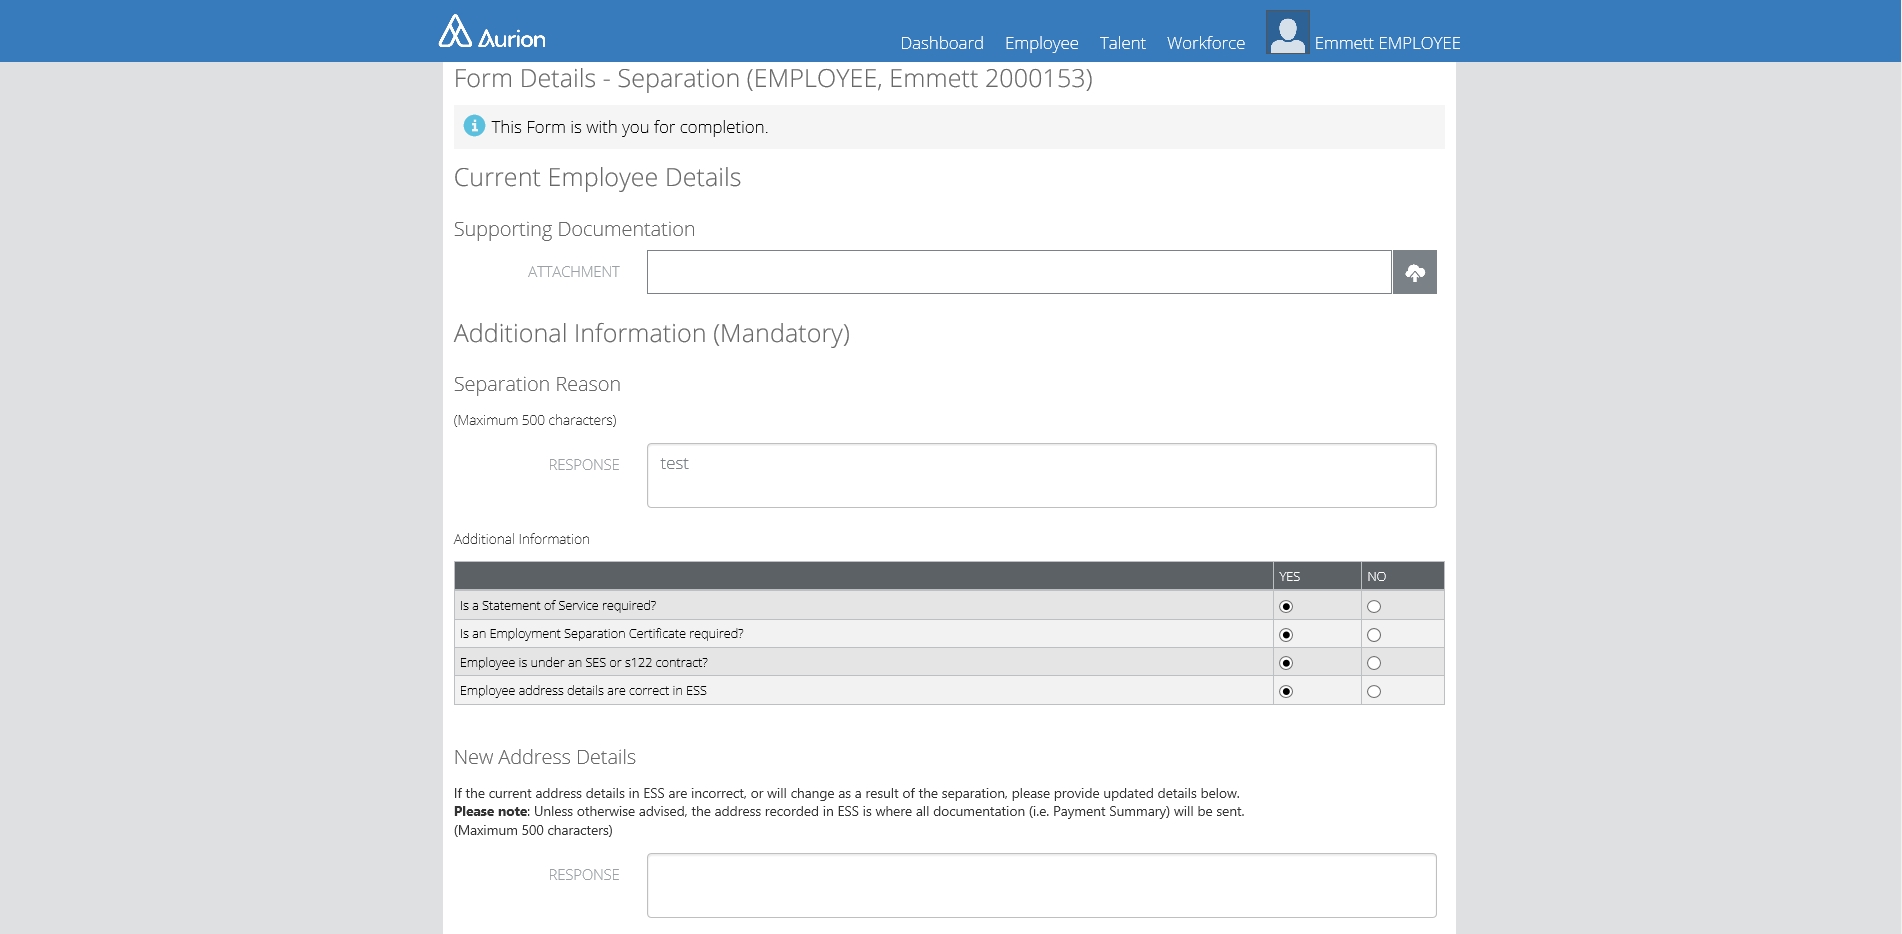 Aurion
Dashboard Employee Talent Workforce Emmett EMPLOYEE
Form Details - Separation (EMPLOYEE, Emmett 2000153)
This Form is with you for completion.
Current Employee Details
Supporting Documentation
ATTACHMENT
Additional Information (Mandatory)
Separation Reason
(Maximum 500 characters)
RESPONSE test
Additional Information
YES NO
Is a Statement of Service required?
Is an Employment Separation Certificate required?
Employee is under an SES or s122 contract?
Employee address details are correct in ESS
New Address Details
If the current address details in ESS are incorrect, or will change as a result of the separation, please provide updated details below.
Please note: Unless otherwise advised, the address recorded in ESS is where all documentation (i.e. Payment Summary) will be sent.
(Maximum 500 characters)
RESPONSE